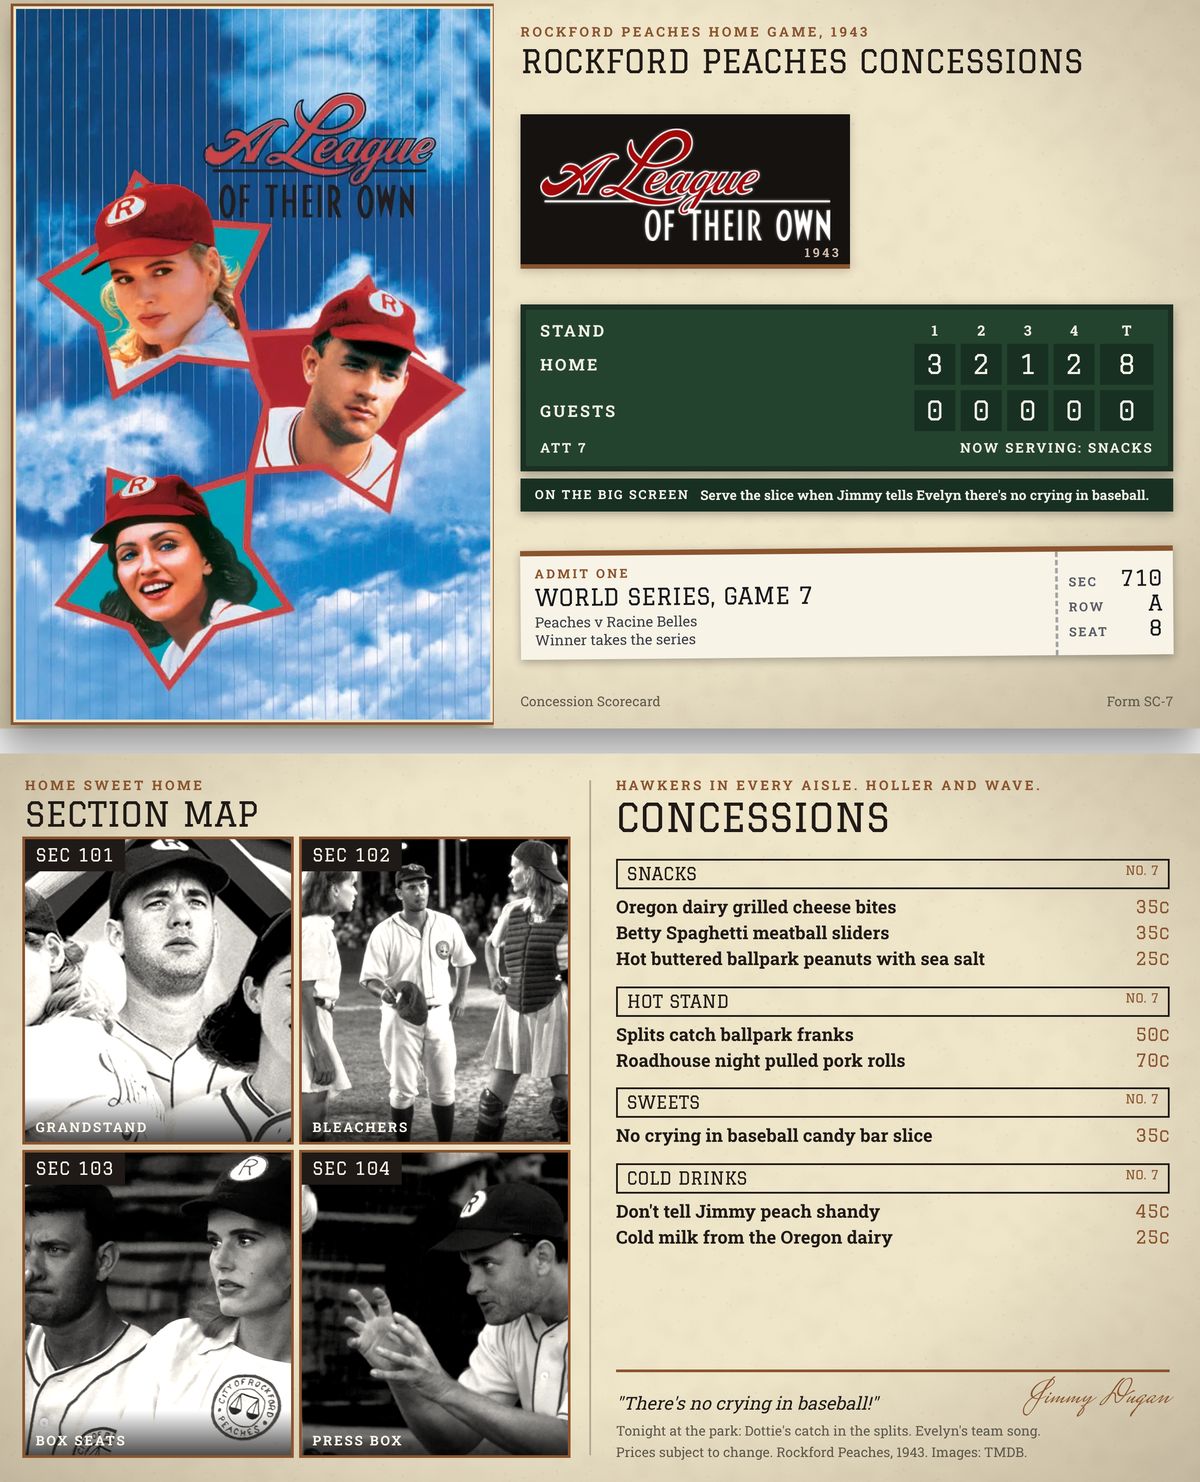 A League
OF THEIR OWN
R
R
R
ROCKFORD PEACHES HOME GAME, 1943
ROCKFORD PEACHES CONCESSIONS
A League
OF THEIR OWN
1943
STAND 1 2 3 4 T
HOME 3 2 1 2 8
GUESTS 0 0 0 0 0
ATT 7 NOW SERVING: SNACKS
ON THE BIG SCREEN Serve the slice when Jimmy tells Evelyn there's no crying in baseball.
ADMIT ONE
WORLD SERIES, GAME 7
Peaches v Racine Belles
Winner takes the series
SEC 710
ROW A
SEAT 8
Concession Scorecard Form SC-7
HOME SWEET HOME
SECTION MAP
SEC 101
GRANDSTAND
SEC 102
BLEACHERS
SEC 103
R
CITY OF ROCKFORD
PEACHES
BOX SEATS
SEC 104
R
PRESS BOX
HAWKERS IN EVERY AISLE. HOLLER AND WAVE.
CONCESSIONS
SNACKS NO. 7
Oregon dairy grilled cheese bites 35c
Betty Spaghetti meatball sliders 35c
Hot buttered ballpark peanuts with sea salt 25c
HOT STAND NO. 7
Splits catch ballpark franks 50c
Roadhouse night pulled pork rolls 70c
SWEETS NO. 7
No crying in baseball candy bar slice 35c
COLD DRINKS NO. 7
Don't tell Jimmy peach shandy 45c
Cold milk from the Oregon dairy 25c
"There's no crying in baseball!" Jimmy Dugan
Tonight at the park: Dottie's catch in the splits. Evelyn's team song.
Prices subject to change. Rockford Peaches, 1943. Images: TMDB.